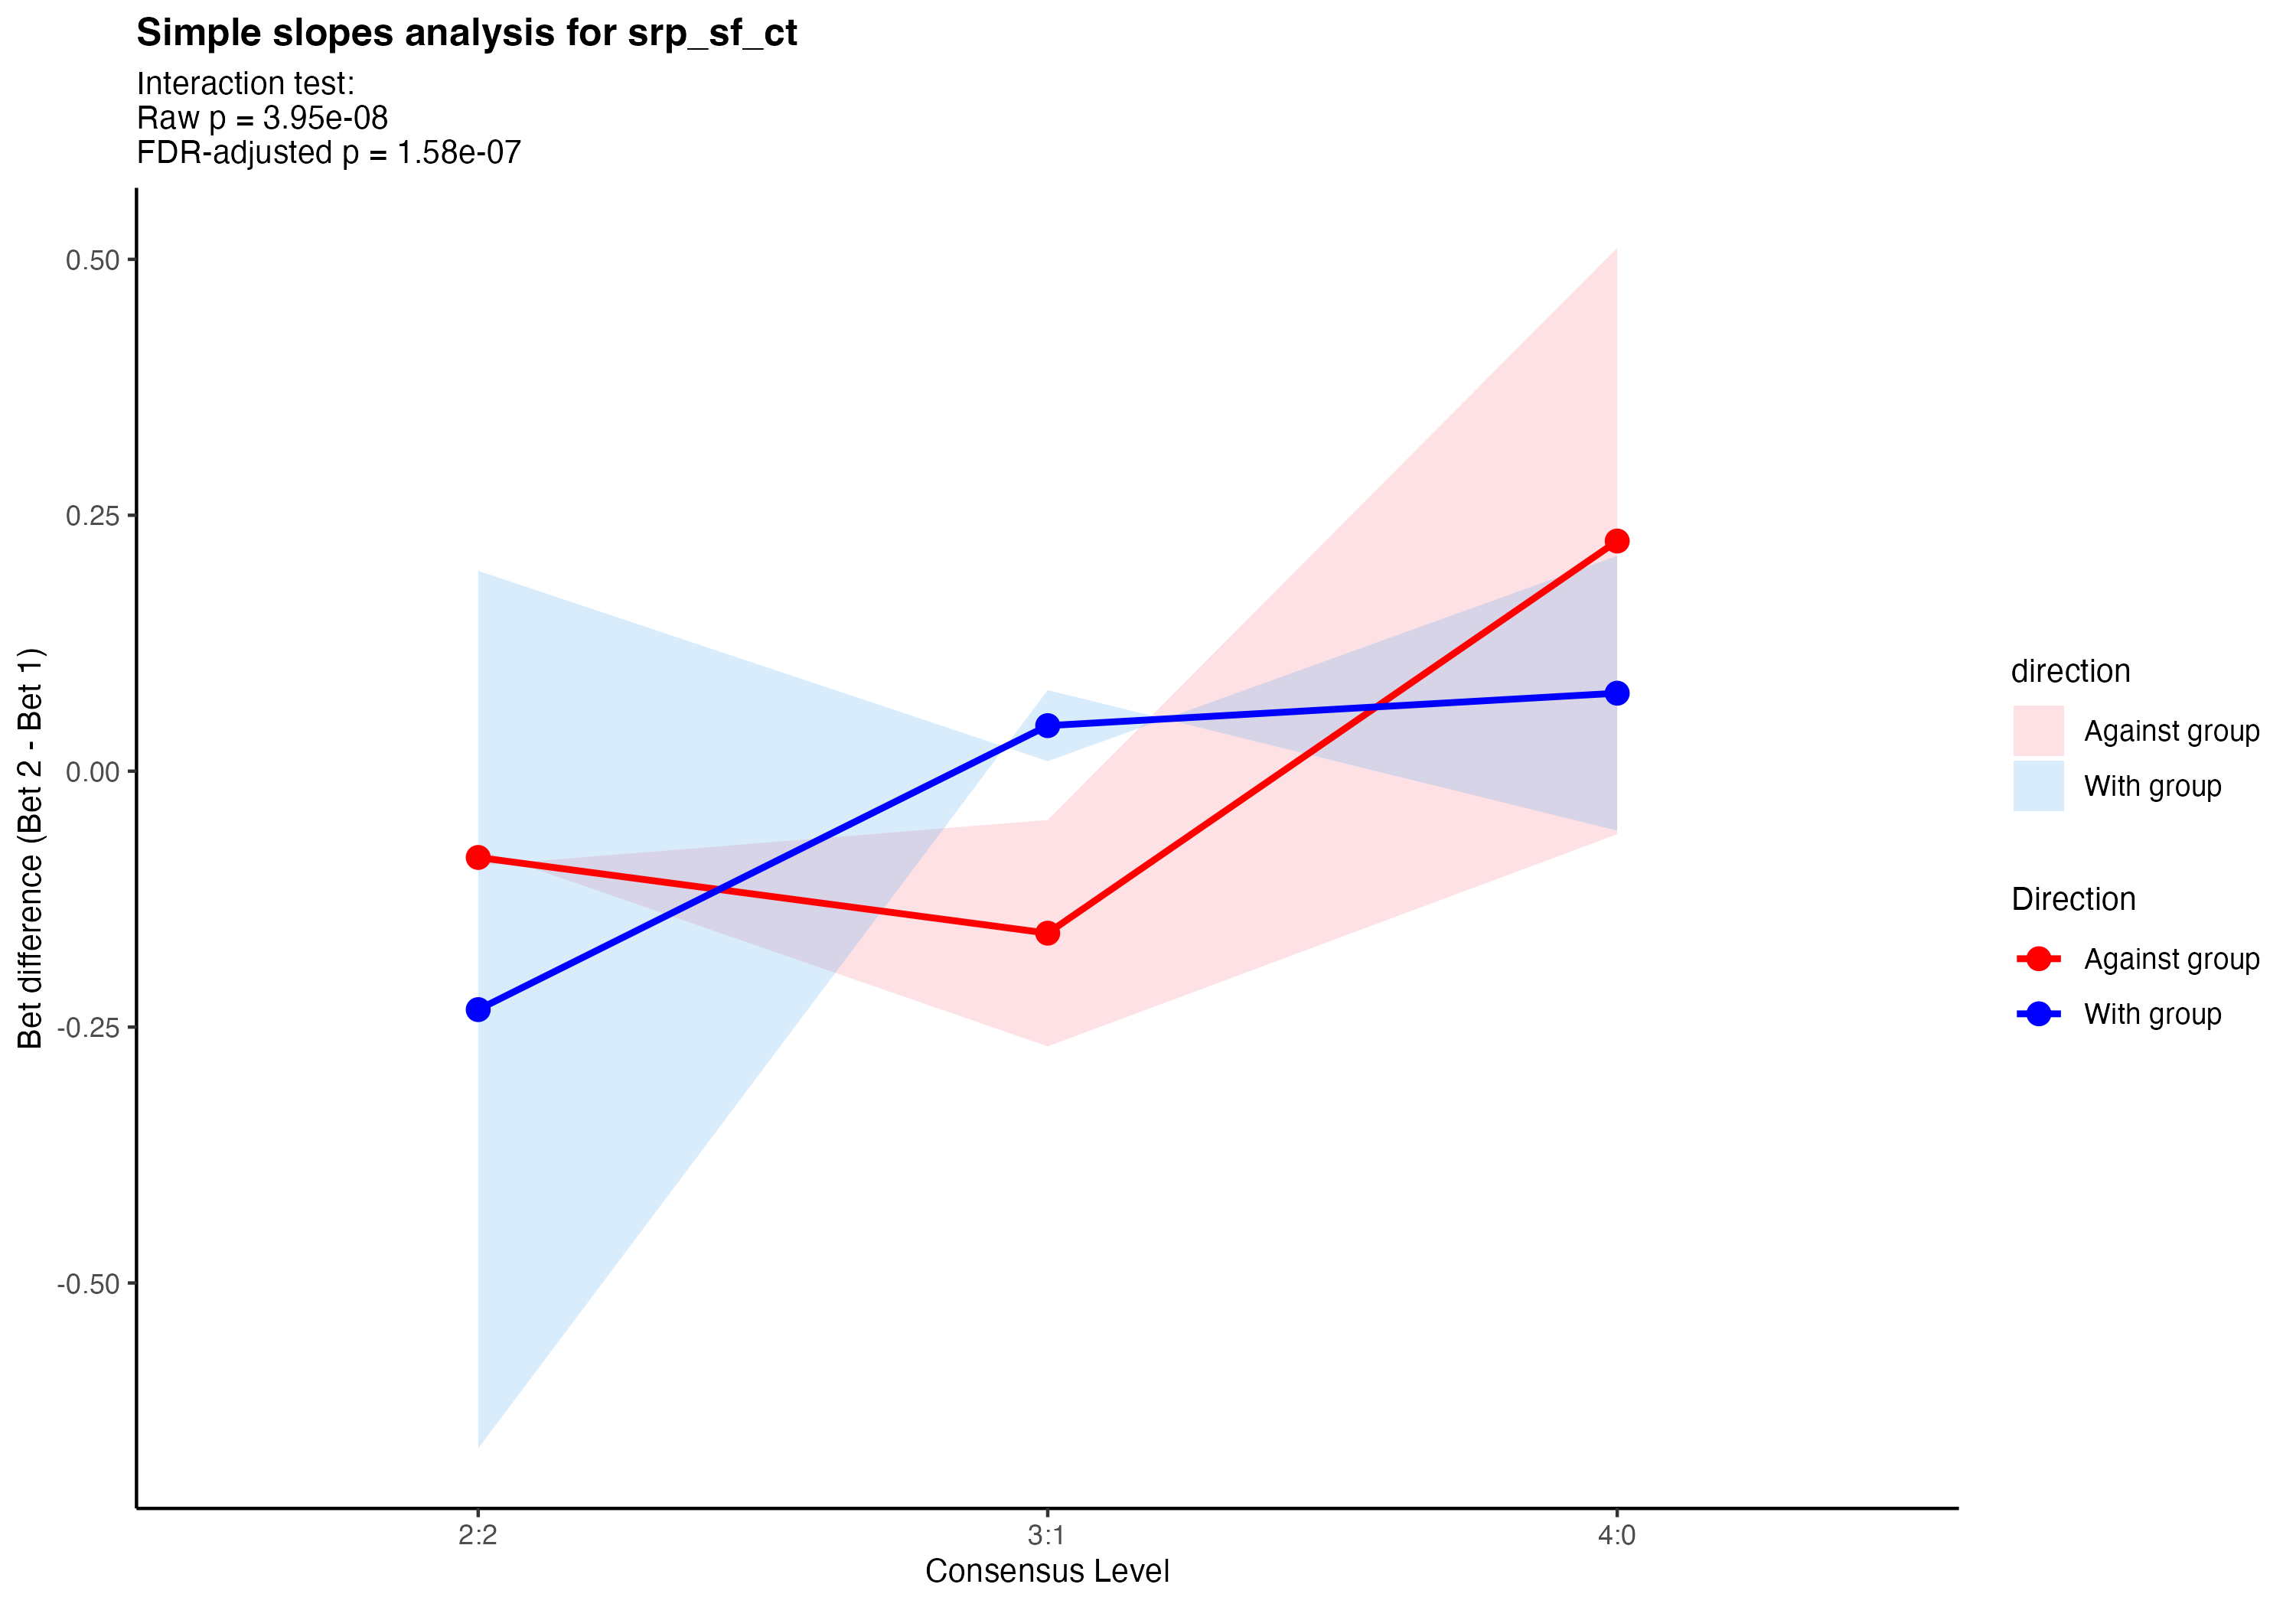 Simple slopes analysis for srp_sf_ct
Interaction test:
Raw p = 3.95e-08
FDR-adjusted p = 1.58e-07
Bet difference (Bet 2 - Bet 1)
0.50
0.25
0.00
-0.25
-0.50
2:2
3:1
4:0
Consensus Level
direction
Against group
With group
Direction
Against group
With group